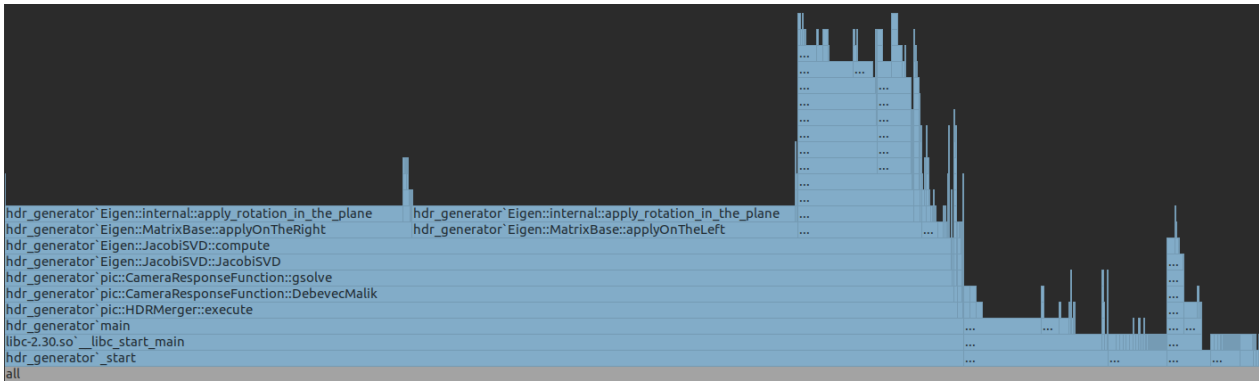 ...
...
... ...
... ...
...
... ...
... ...
... ...
... ...
...
...
hdr_generator`Eigen::internal::apply_rotation_in_the_plane hdr_generator`Eigen::internal::apply_rotation_in_the_plane ...
hdr_generator`Eigen::MatrixBase::applyOnTheRight hdr_generator`Eigen::MatrixBase::applyOnTheLeft ... ...
hdr_generator`Eigen::JacobiSVD::compute
hdr_generator`Eigen::JacobiSVD::JacobiSVD ...
hdr_generator`pic::CameraResponseFunction::gsolve ...
hdr_generator`pic::CameraResponseFunction::DebevecMalik ...
hdr_generator`pic::HDRMerger::execute ...
hdr_generator`main ... ... ... ...
libc-2.30.so`__libc_start_main ... ...
hdr_generator`_start ... ... ... ...
all